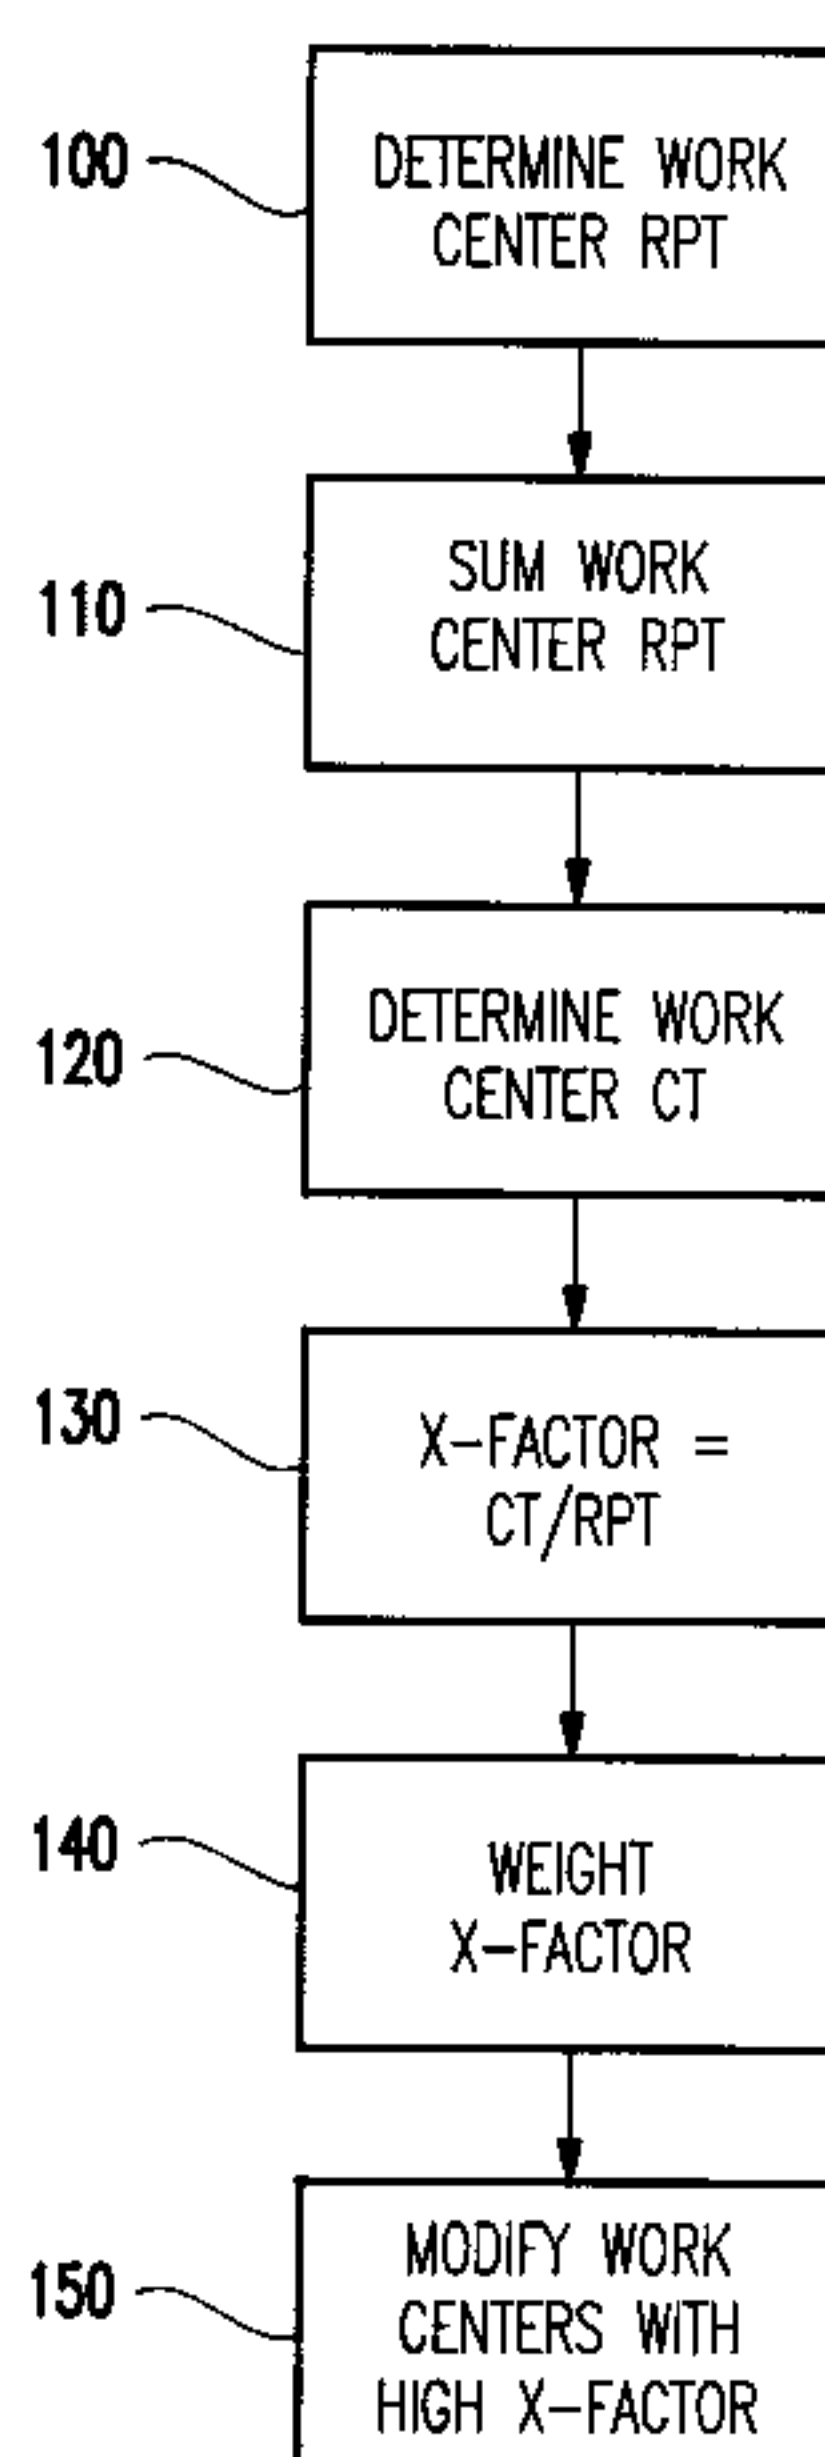 100
DETERMINE WORK
CENTER RPT
110
SUM WORK
CENTER RPT
120
DETERMINE WORK
CENTER CT
130
X-FACTOR =
CT/RPT
140
WEIGHT
X-FACTOR
150
MODIFY WORK
CENTERS WITH
HIGH X-FACTOR